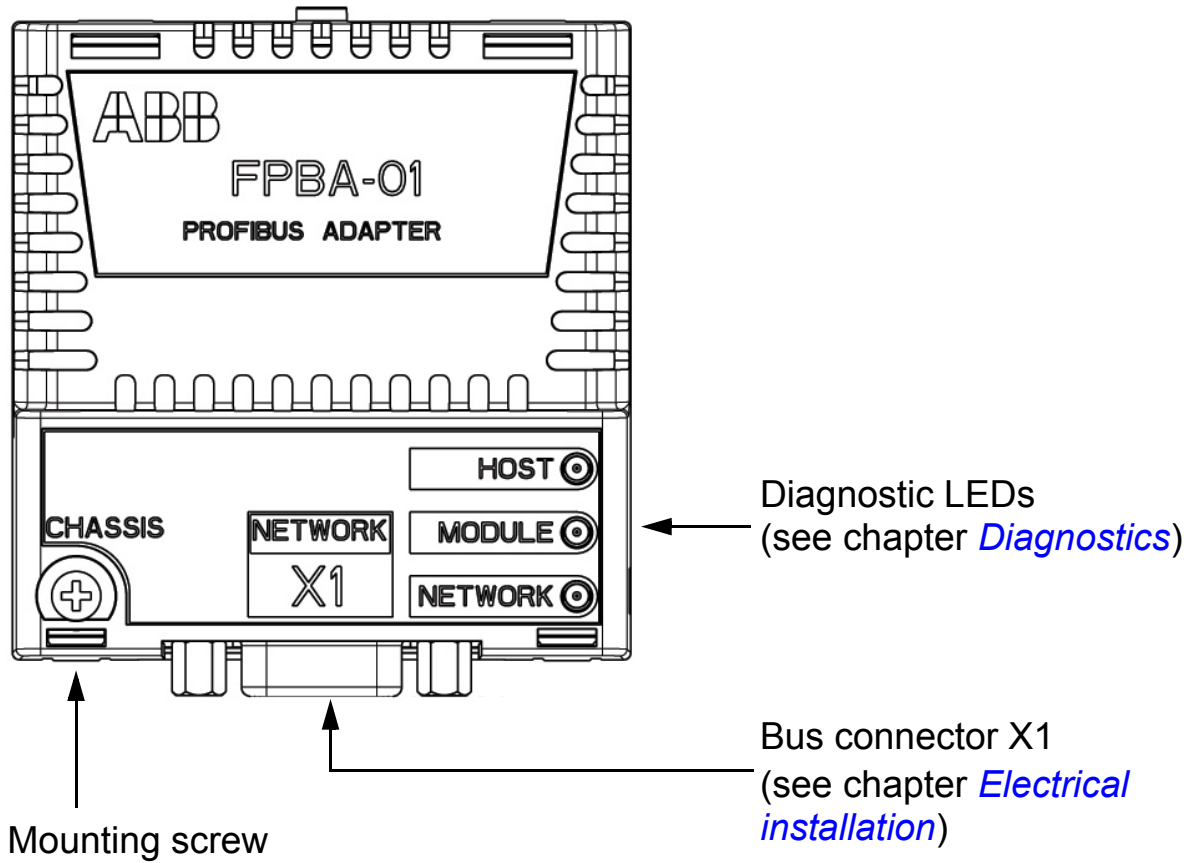 ABB
FPBA-01
PROFIBUS ADAPTER
HOST
CHASSIS
NETWORK
MODULE
X1
NETWORK
Diagnostic LEDs
(see chapter Diagnostics)
Bus connector X1
(see chapter Electrical
installation)
Mounting screw